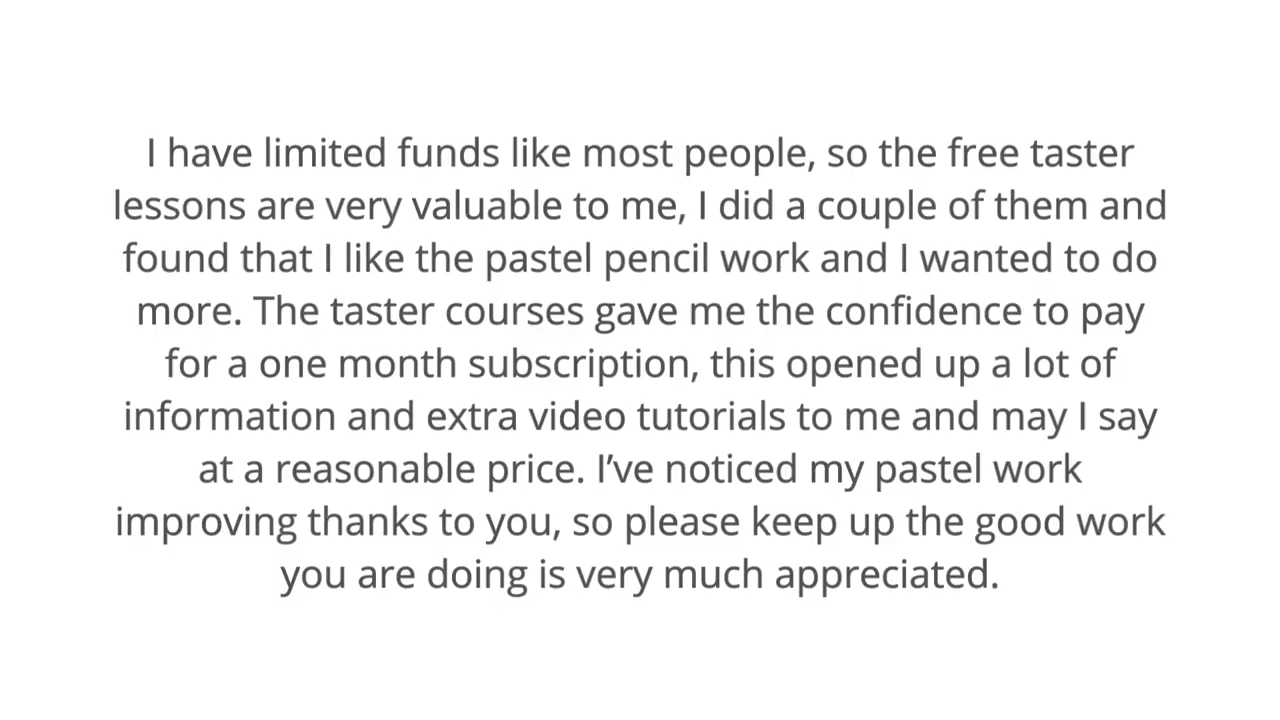 I have limited funds like most people, so the free taster
lessons are very valuable to me, I did a couple of them and
found that I like the pastel pencil work and I wanted to do
more. The taster courses gave me the confidence to pay
for a one month subscription, this opened up a lot of
information and extra video tutorials to me and may I say
at a reasonable price. I’ve noticed my pastel work
improving thanks to you, so please keep up the good work
you are doing is very much appreciated.